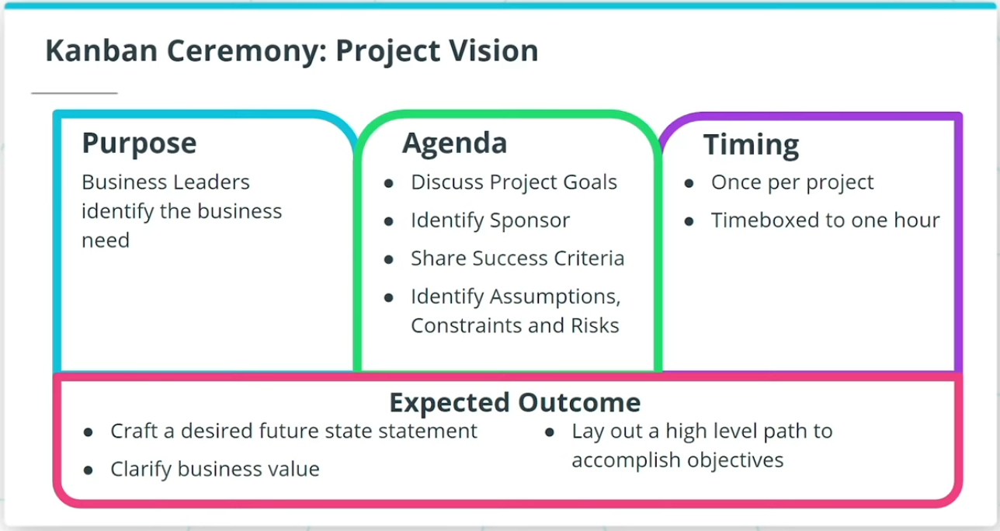 Kanban Ceremony: Project Vision
Purpose
Business Leaders
identify the business
need
Agenda
● Discuss Project Goals
● Identify Sponsor
● Share Success Criteria
● Identify Assumptions,
Constraints and Risks
Timing
● Once per project
● Timeboxed to one hour
Expected Outcome
● Craft a desired future state statement
● Clarify business value
● Lay out a high level path to
accomplish objectives